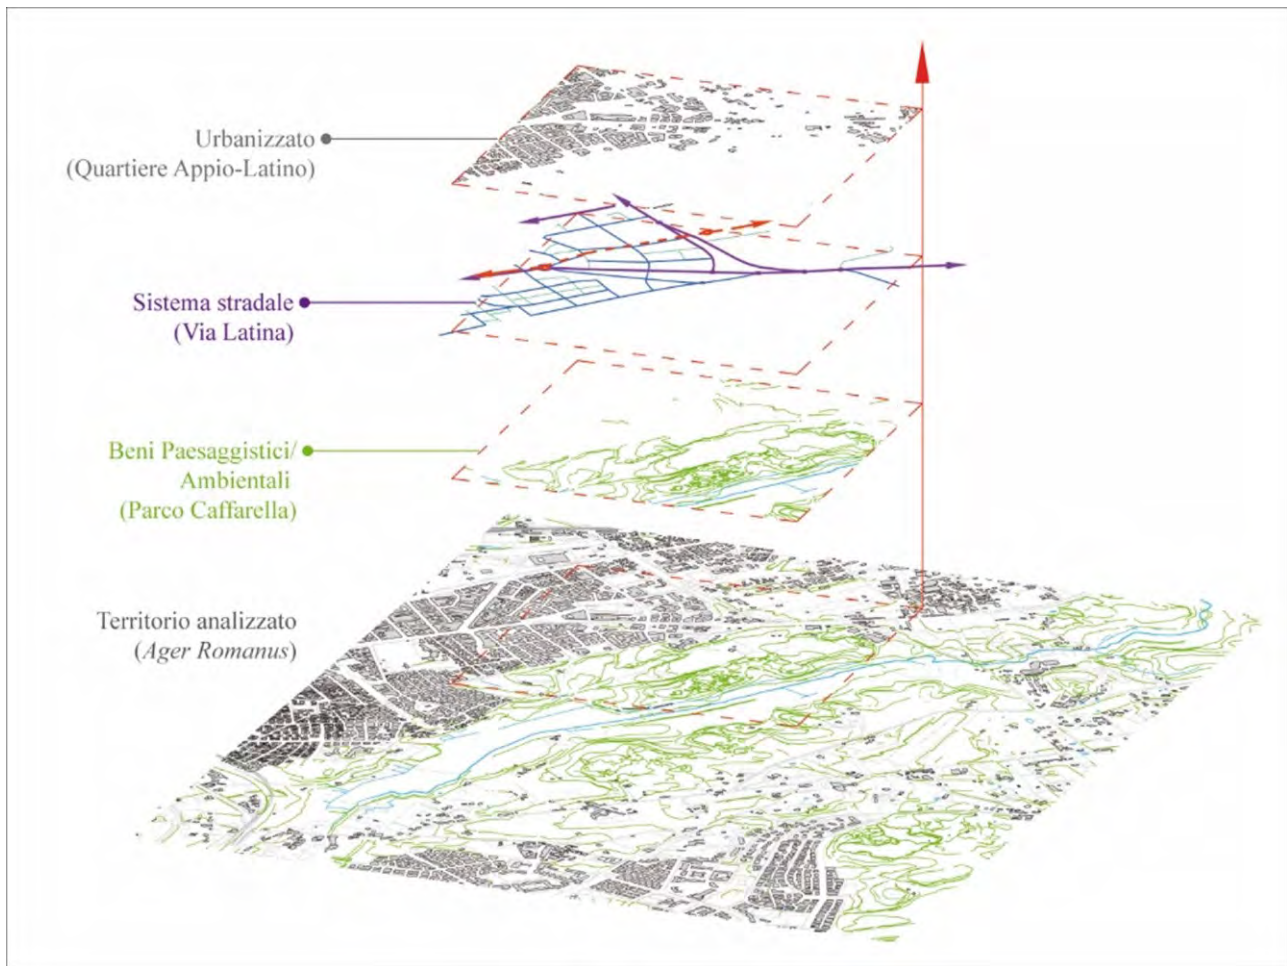 Urbanizzato
(Quartiere Appio-Latino)
Sistema stradale
(Via Latina)
Beni Paesaggistici/
Ambientali
(Parco Caffarella)
Territorio analizzato
(Ager Romanus)